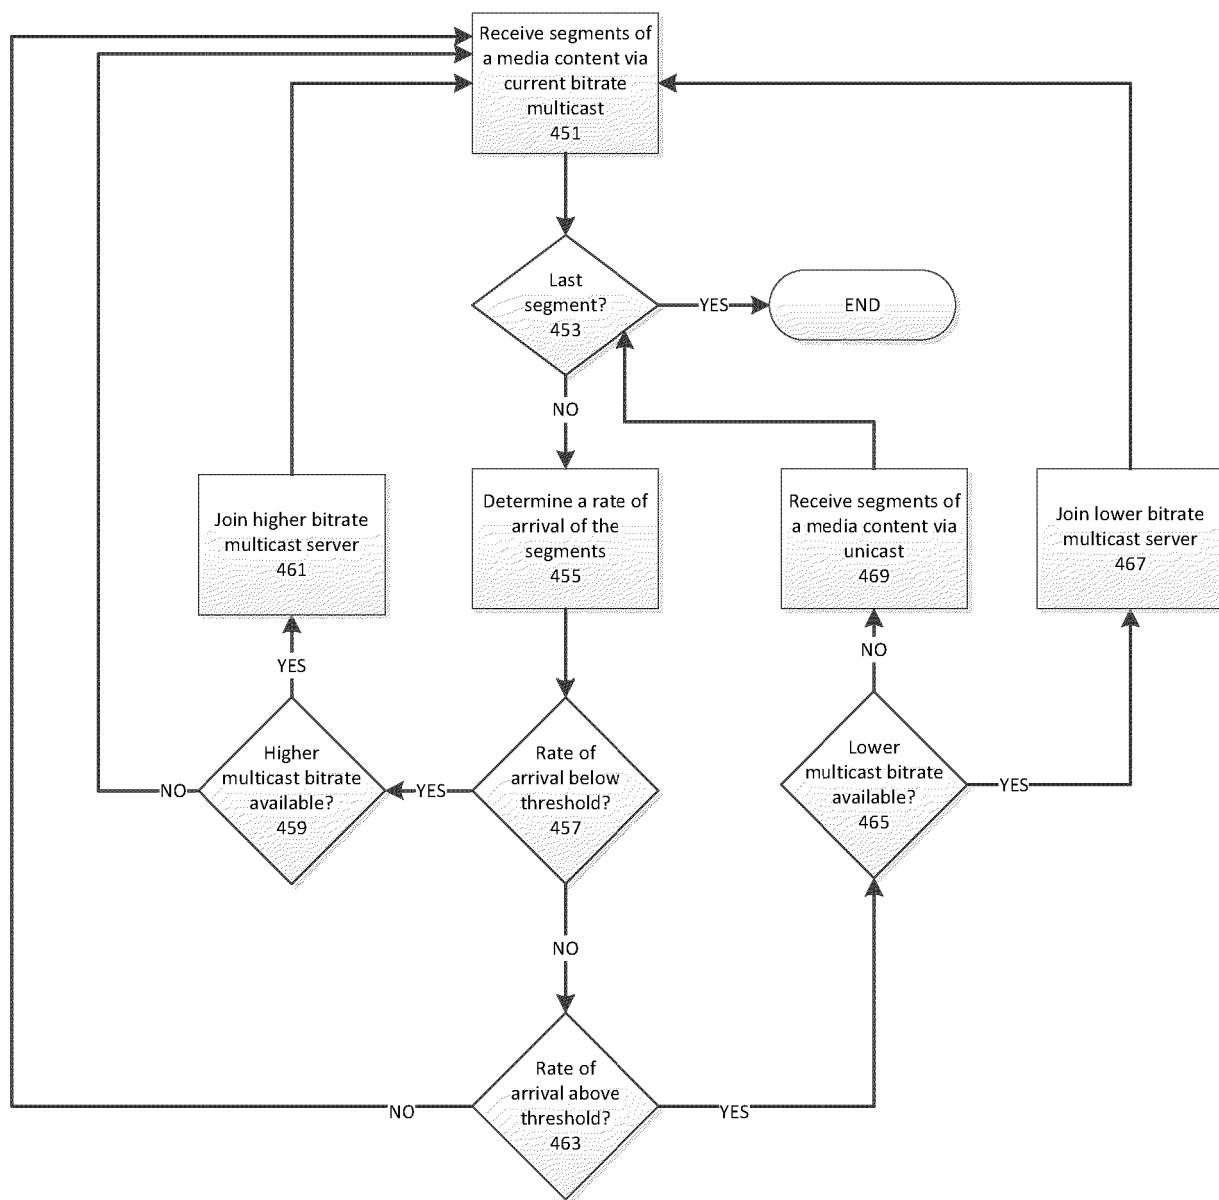 Receive segments of
a media content via
current bitrate
multicast
451
Last
segment?
453
YES
END
NO
Join higher bitrate
multicast server
461
Determine a rate of
arrival of the
segments
455
Receive segments of
a media content via
unicast
469
Join lower bitrate
multicast server
467
YES
NO
Higher
multicast bitrate
available?
459
NO
YES
Rate of
arrival below
threshold?
457
Lower
multicast bitrate
available?
465
YES
NO
Rate of
arrival above
threshold?
463
NO
YES